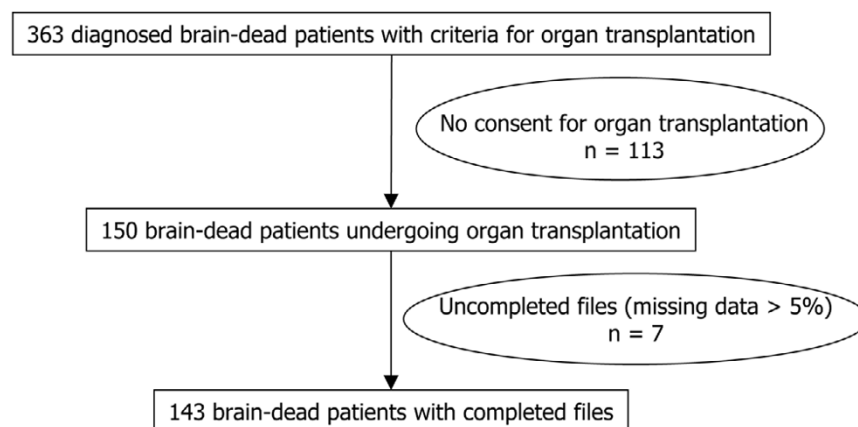 363 diagnosed brain-dead patients with criteria for organ transplantation
No consent for organ transplantation
n = 113
150 brain-dead patients undergoing organ transplantation
Uncompleted files (missing data > 5%)
n = 7
143 brain-dead patients with completed files